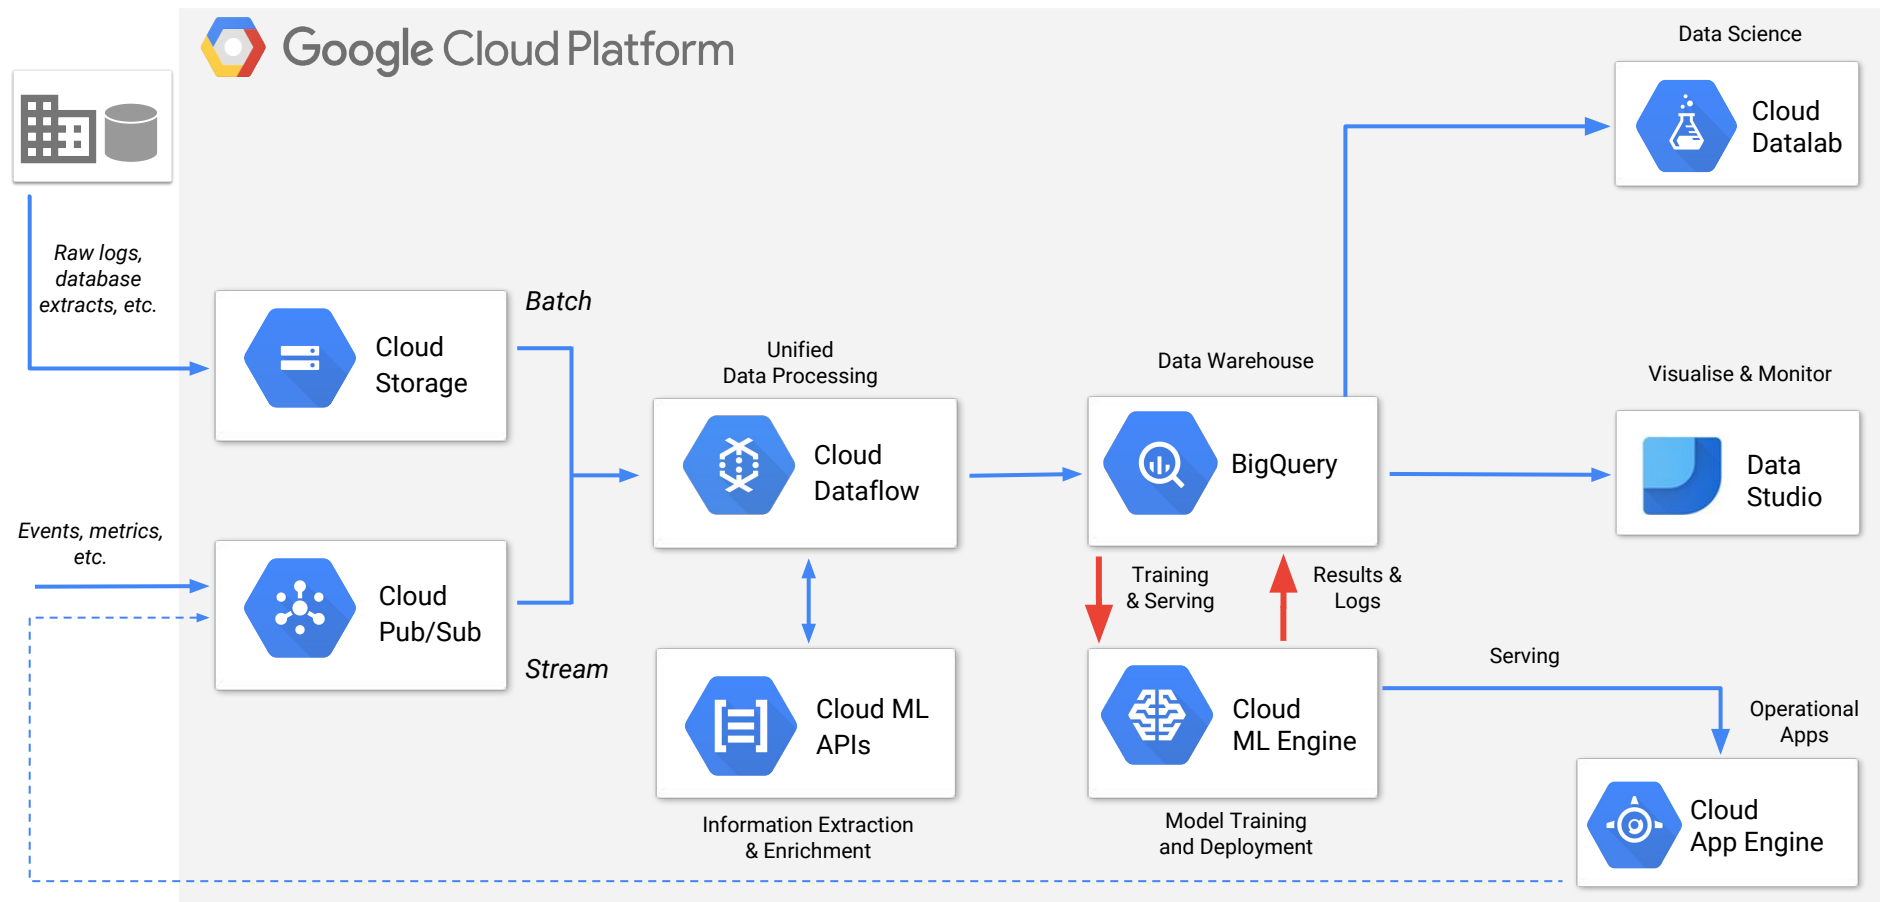 Google Cloud Platform
Data Science
Cloud
Datalab
Raw logs,
database
extracts, etc.
Batch
Cloud
Storage
Unified
Data Processing
Data Warehouse
Visualise & Monitor
Cloud
Dataflow
BigQuery
Data
Studio
Events, metrics,
etc.
Cloud
Pub/Sub
Stream
Training
& Serving
Results &
Logs
Serving
Cloud ML
APIs
Cloud
ML Engine
Operational
Apps
Information Extraction
& Enrichment
Model Training
and Deployment
Cloud
App Engine